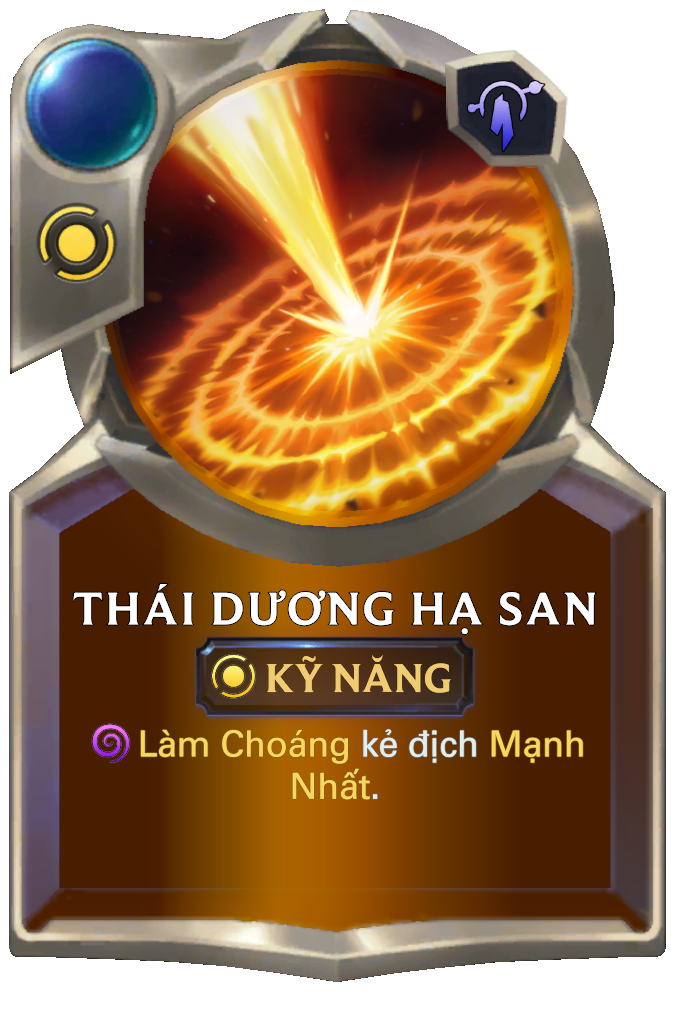 THÁI DƯƠNG HẠ SAN
KỸ NĂNG
Làm Choáng kẻ địch Mạnh
Nhất.